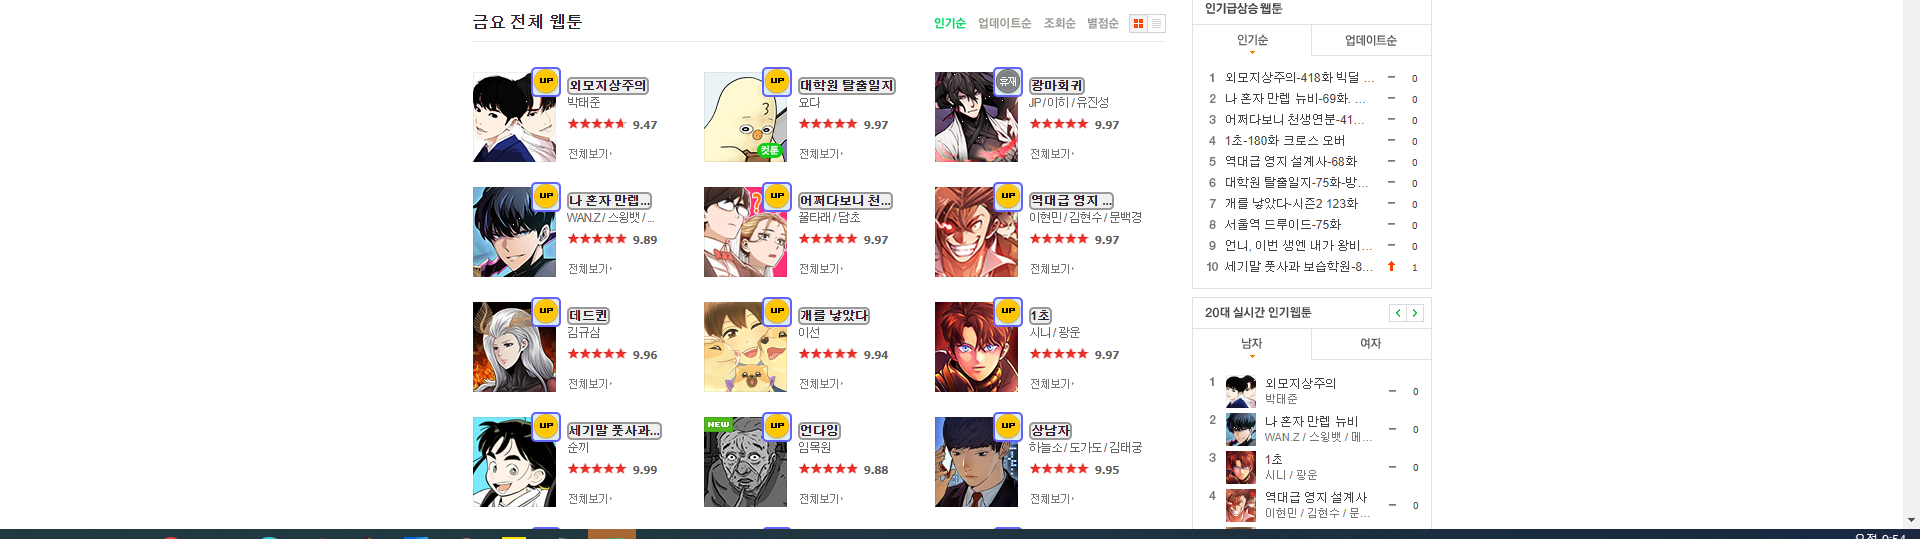 금요 전체 웹툰
인기순 업데이트순 조회순 별점순
UP
외모지상주의
박태준
9.47
전체보기
UP
컷툰
대학원 탈출일지
요다
9.97
전체보기
휴재
광마회귀
JP / 이히 / 유진성
9.97
전체보기
UP
나 혼자 만렙...
WAN.Z / 스윙뱃 / ...
9.89
전체보기
UP
어쩌다보니 천...
꿀타래 / 담초
9.97
전체보기
UP
역대급 영지 ...
이현민 / 김현수 / 문백경
9.97
전체보기
UP
데드퀸
김규삼
9.96
전체보기
UP
개를 낳았다
이선
9.94
전체보기
UP
1초
시니 / 광운
9.97
전체보기
UP
세기말 풋사과...
순끼
9.99
전체보기
NEW
UP
언다잉
임목원
9.88
전체보기
UP
상남자
하늘소 / 도가도 / 김태궁
9.95
전체보기
인기급상승 웹툰
인기순 업데이트순
1 외모지상주의-418화 빅딜 ... 0
2 나 혼자 만렙 뉴비-69화. ... 0
3 어쩌다보니 천생연분-41... 0
4 1초-180화 크로스 오버 0
5 역대급 영지 설계사-68화 0
6 대학원 탈출일지-75화-방... 0
7 개를 낳았다-시즌2 123화 0
8 서울역 드루이드-75화 0
9 언니, 이번 생엔 내가 왕비... 0
10 세기말 풋사과 보습학원-8... 1
20대 실시간 인기웹툰
남자 여자
1 외모지상주의 0
박태준
2 나 혼자 만렙 뉴비 0
WAN.Z / 스윙뱃 / 메...
3 1초 0
시니 / 광운
4 역대급 영지 설계사 0
이현민 / 김현수 / 문...